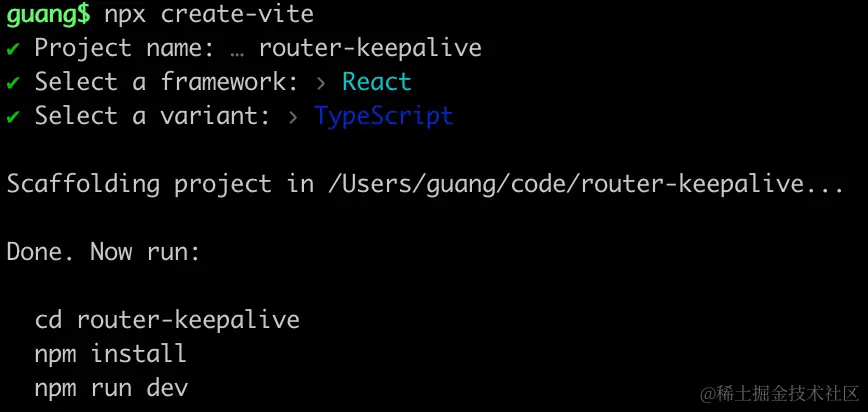 guang$ npx create-vite
✔ Project name: … router-keepalive
✔ Select a framework: › React
✔ Select a variant: › TypeScript
Scaffolding project in /Users/guang/code/router-keepalive...
Done. Now run:
cd router-keepalive
npm install
npm run dev
@稀土掘金技术社区